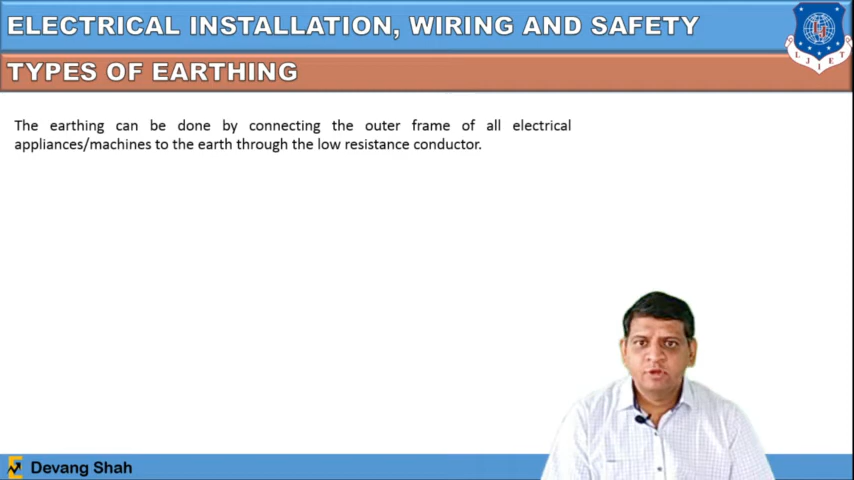 ELECTRICAL INSTALLATION, WIRING AND SAFETY
TYPES OF EARTHING
LJIET
The earthing can be done by connecting the outer frame of all electrical
appliances/machines to the earth through the low resistance conductor.
Devang Shah